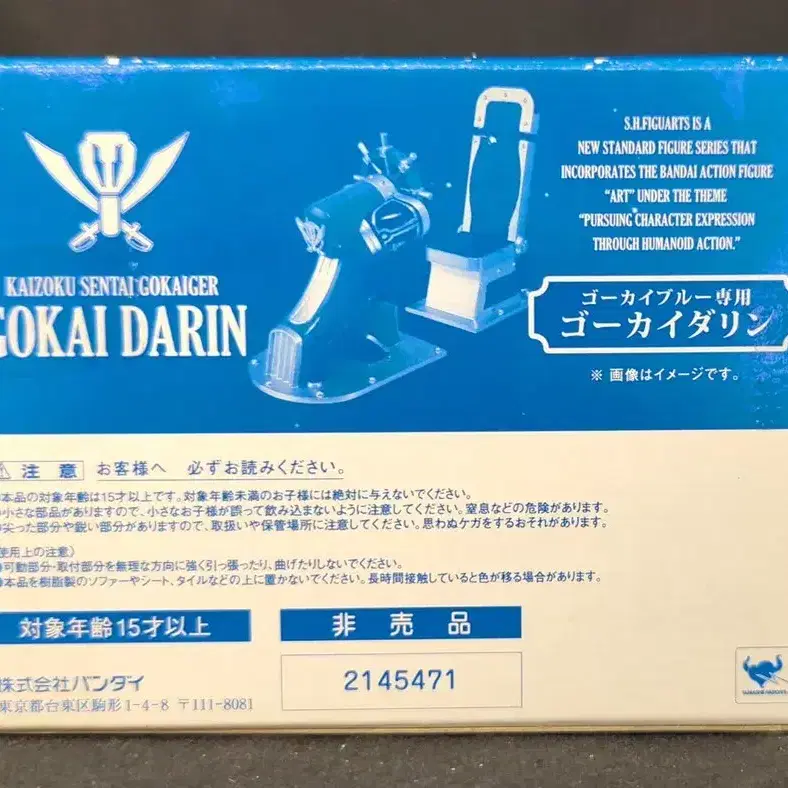 KAIZOKU SENTAI GOKAIGER
GOKAI DARIN
S.H.FIGUARTS IS A
NEW STANDARD FIGURE SERIES THAT
INCORPORATES THE BANDAI ACTION FIGURE
“ART” UNDER THE THEME
“PURSUING CHARACTER EXPRESSION
THROUGH HUMANOID ACTION.”
ゴーカイブルー専用
ゴーカイダリン
※ 画像はイメージです。
注 意 お客様へ 必ずお読みください。
本品の対象年齢は15才以上です。対象年齢未満のお子様には絶対に与えないでください。
小さな部品がありますので、小さなお子様が誤って飲み込まないように注意してください。窒息などの危険があります。
尖った部分や鋭い部分がありますので、取扱いや保管場所に注意してください。思わぬケガをするおそれがあります。
使用上の注意）
●可動部分・取付部分を無理な方向に強く引っ張ったり、曲げたりしないでください。
●本品を樹脂製のソファーやシート、タイルなどの上に置かないでください。長時間接触していると色が移る場合があります。
対象年齢15才以上
非 売 品
2145471
株式会社バンダイ
東京都台東区駒形1-4-8 〒111-8081